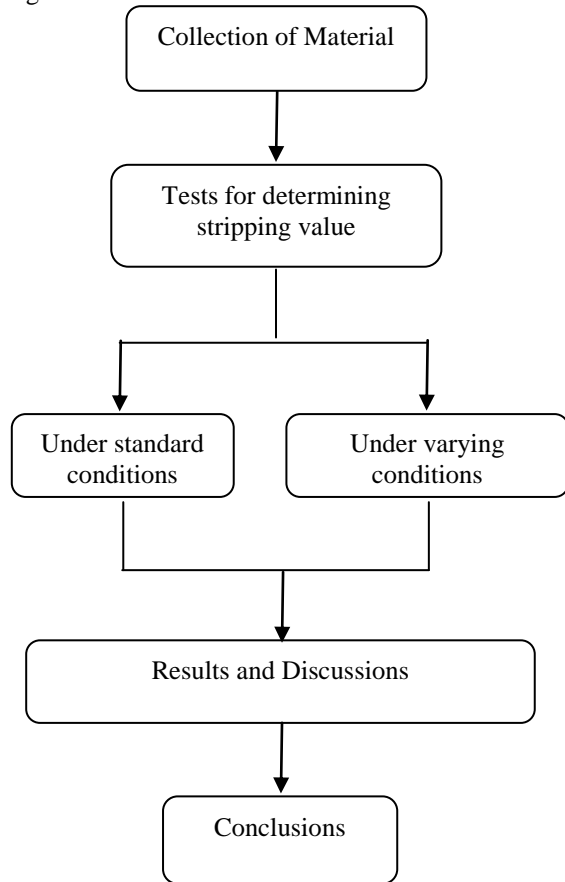 Collection of Material
Tests for determining
stripping value
Under standard
conditions
Under varying
conditions
Results and Discussions
Conclusions